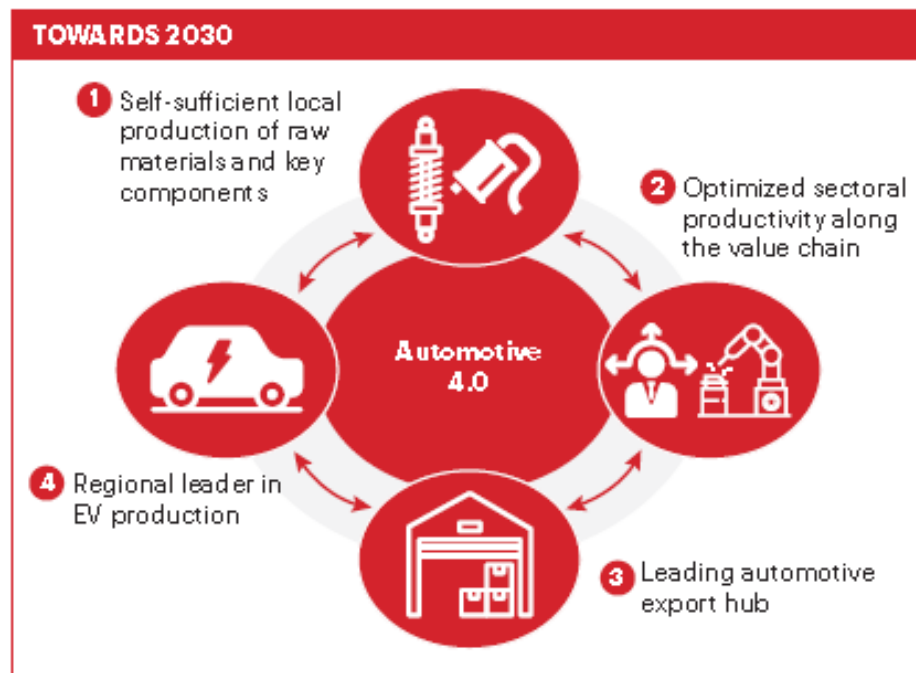 TOWARDS 2030
1 Self-sufficient local
production of raw
materials and key
components
2 Optimized sectoral
productivity along
the value chain
Automotive
4.0
4 Regional leader in
EV production
3 Leading automotive
export hub